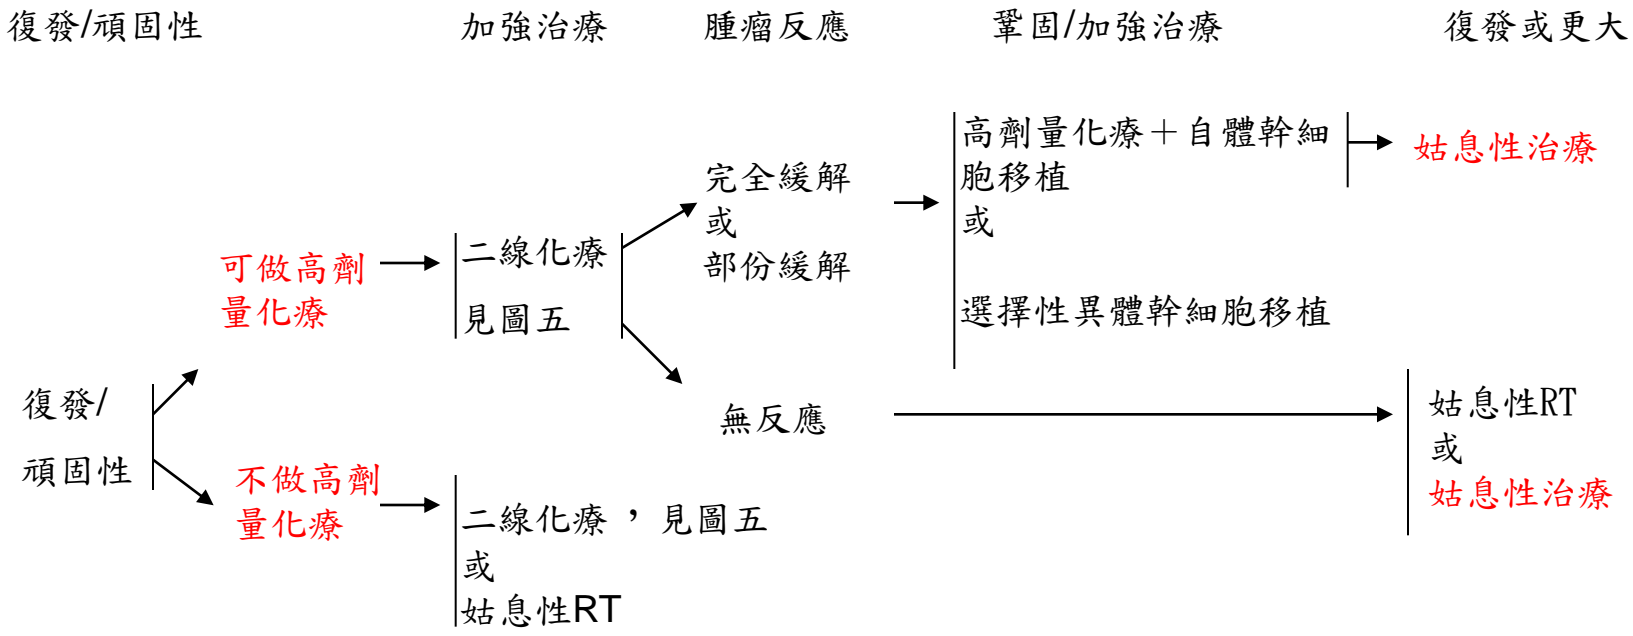 復發/頑固性 加強治療 腫瘤反應 鞏固/加強治療 復發或更大
可做高劑
量化療
二線化療
見圖五
完全緩解
或
部份緩解
高劑量化療＋自體幹細
胞移植
或
選擇性異體幹細胞移植
姑息性治療
復發/
頑固性
無反應
姑息性RT
或
姑息性治療
不做高劑
量化療
二線化療，見圖五
或
姑息性RT